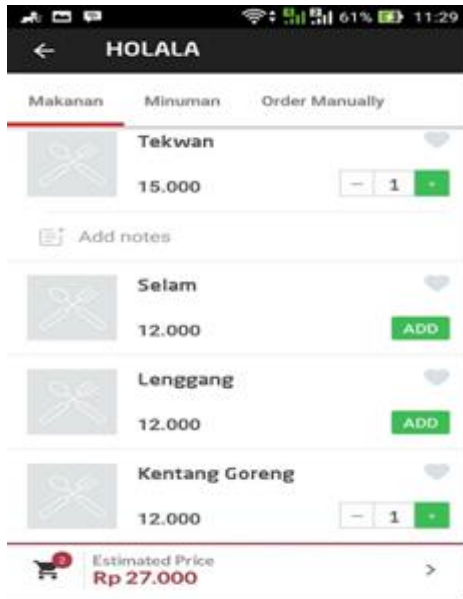 61% 11:29
HOLALA
Makanan Minuman Order Manually
Tekwan
15.000 - 1 +
Add notes
Selam
12.000 ADD
Lenggang
12.000 ADD
Kentang Goreng
12.000 - 1 +
2 Estimated Price
Rp 27.000 >